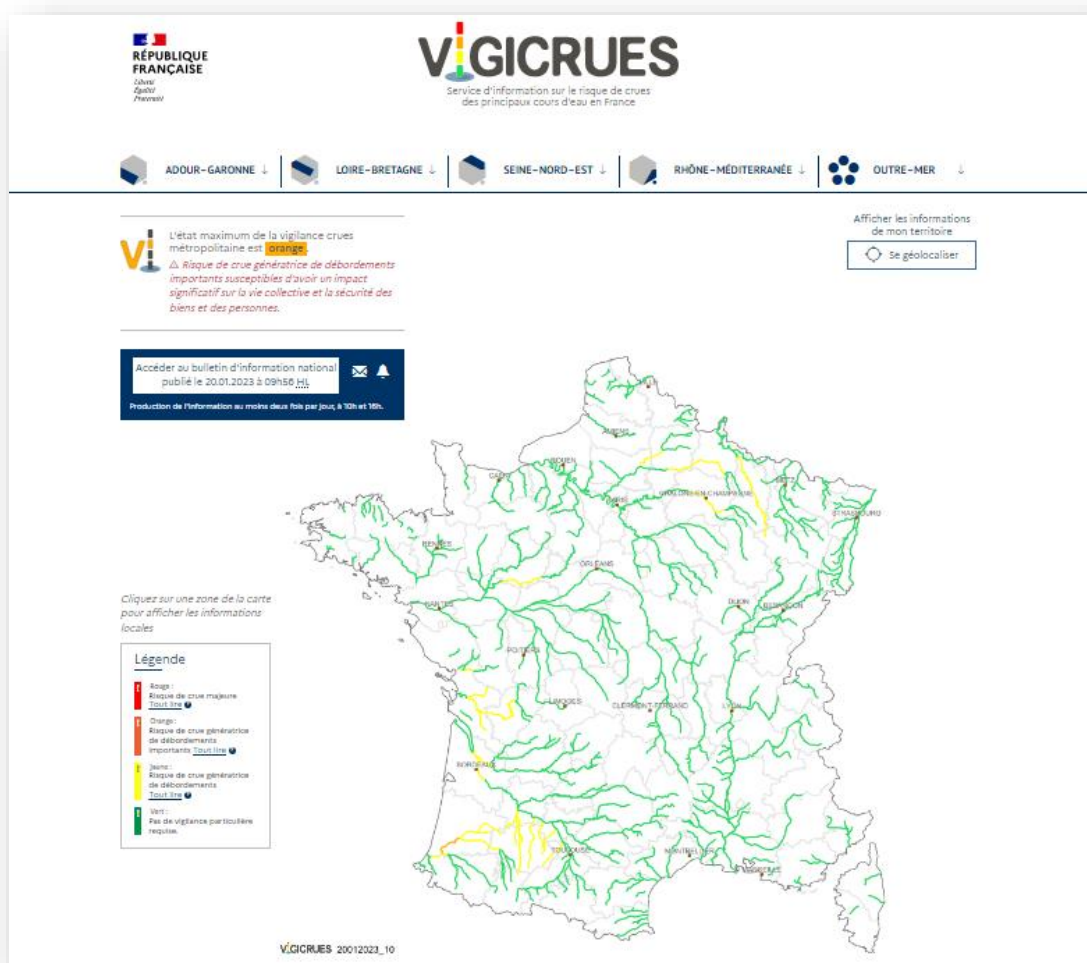 RÉPUBLIQUE
FRANÇAISE
Liberté
Égalité
Fraternité
VIGICRUES
Service d'information sur le risque de crues
des principaux cours d'eau en France
ADOUR-GARONNE ↓
LOIRE-BRETAGNE ↓
SEINE-NORD-EST ↓
RHÔNE-MÉDITERRANÉE ↓
OUTRE-MER ↓
L'état maximum de la vigilance crues
métropolitaine est orange.
⚠ Risque de crue génératrice de débordements
importants susceptibles d'avoir un impact
significatif sur la vie collective et la sécurité des
biens et des personnes.
Afficher les informations
de mon territoire
Se géolocaliser
Accéder au bulletin d'information national
publié le 20.01.2023 à 09h56 HL
Production de l'information au moins deux fois par jour, à 10h et 16h.
LILLE
AMIENS
ROUEN
CAEN
METZ
PARIS
CHALONS-EN-CHAMPAGNE
STRASBOURG
RENNES
ORLEANS
NANTES
DIJON
BESANCON
POITIERS
LIMOGES
CLERMONT-FERRAND
LYON
BORDEAUX
TOULOUSE
MONTPELLIER
Cliquez sur une zone de la carte
pour afficher les informations
locales
Légende
Rouge :
Risque de crue majeure
Tout lire
Orange :
Risque de crue génératrice
de débordements
importants Tout lire
Jaune :
Risque de crue génératrice
de débordements
Tout lire
Vert :
Pas de vigilance particulière
requise.
VIGICRUES 20012023_10